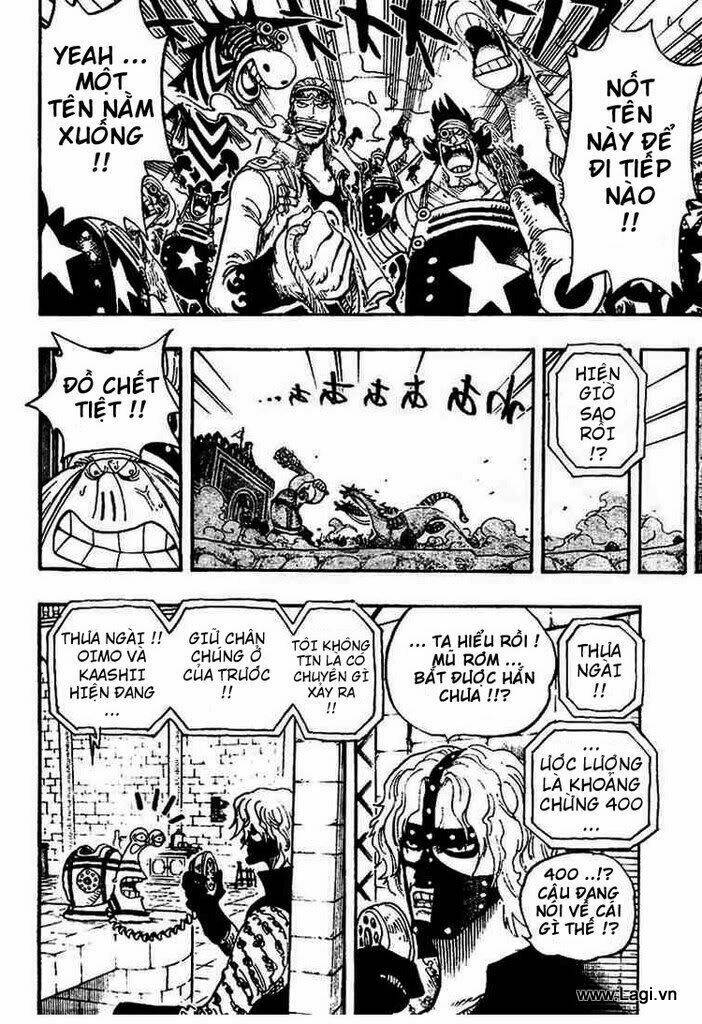 NỐT
TÊN
NÀY ĐỂ
ĐI TIẾP
NÀO
!!
YEAH ...
MỘT
TÊN NẰM
XUỐNG
!!
HIỆN
GIỜ
SAO
RỒI
!?
ĐỒ CHẾT
TIỆT !!
THƯA
NGÀI
!!
...
ƯỚC LƯỢNG
LÀ KHOẢNG
CHỪNG 400
...
400 ..!?
CẬU ĐANG
NÓI VỀ CÁI
GÌ THẾ !?
... TA HIỂU RỒI !
MŨ RƠM ...
BẮT ĐƯỢC HẮN
CHƯA !!?
TÔI KHÔNG
TIN LÀ CÓ
CHUYỆN GÌ
XẢY RA !!
GIỮ CHÂN
CHÚNG Ở
CỬA TRƯỚC
!!
THƯA NGÀI !!
OIMO VÀ
KAASHII
HIỆN ĐANG
...
www.Lagi.vn